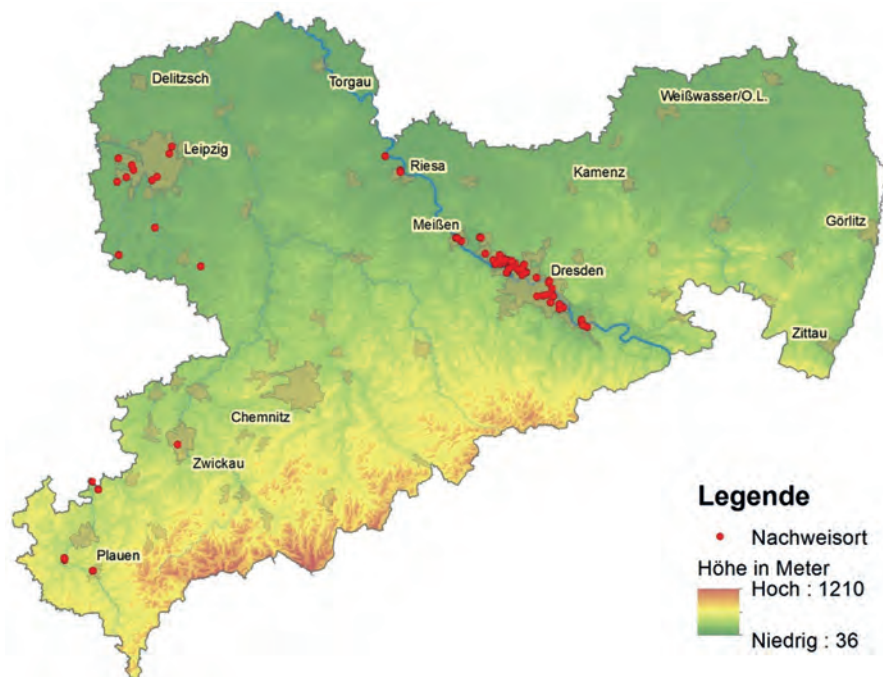 Delitzsch
Torgau
Weißwasser/O.L.
Leipzig
Riesa
Kamenz
Meißen
Görlitz
Dresden
Zittau
Chemnitz
Zwickau
Plauen
Legende
Nachweisort
Höhe in Meter
Hoch : 1210
Niedrig : 36